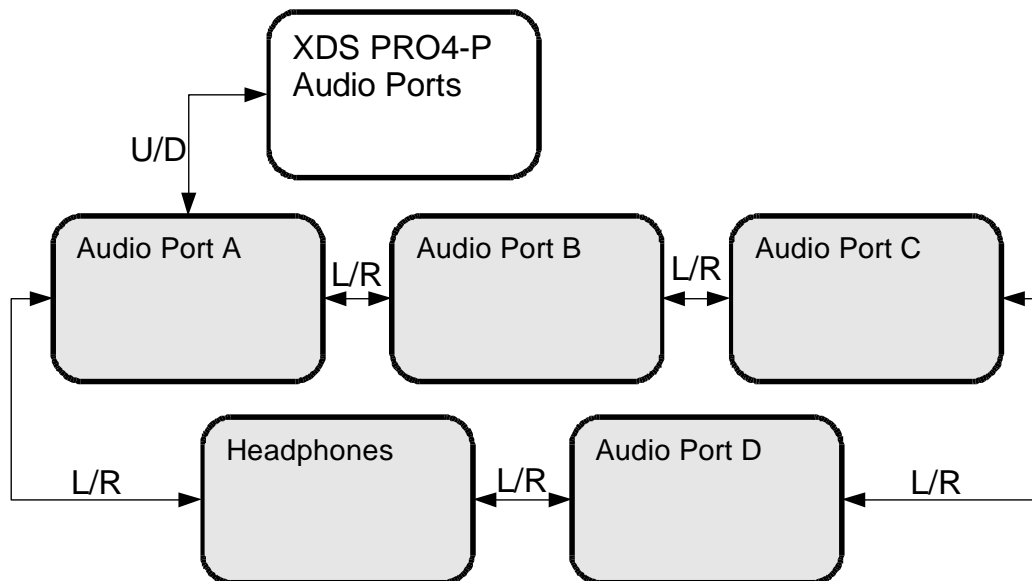 XDS PRO4-P
Audio Ports
U/D
Audio Port A
L/R
Audio Port B
L/R
Audio Port C
L/R
Headphones
L/R
Audio Port D
L/R